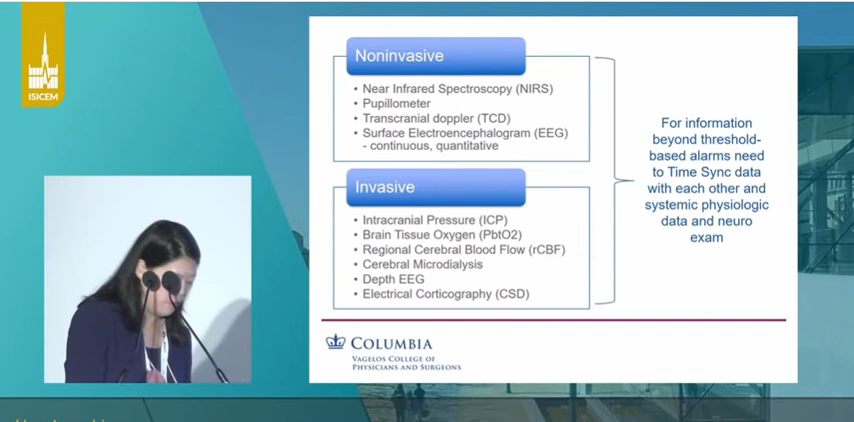 ISICEM
Noninvasive
• Near Infrared Spectroscopy (NIRS)
• Pupillometer
• Transcranial doppler (TCD)
• Surface Electroencephalogram (EEG)
- continuous, quantitative
Invasive
• Intracranial Pressure (ICP)
• Brain Tissue Oxygen (PbtO2)
• Regional Cerebral Blood Flow (rCBF)
• Cerebral Microdialysis
• Depth EEG
• Electrical Corticography (CSD)
For information
beyond threshold-
based alarms need
to Time Sync data
with each other and
systemic physiologic
data and neuro
exam
COLUMBIA
VAGELOS COLLEGE OF
PHYSICIANS AND SURGEONS